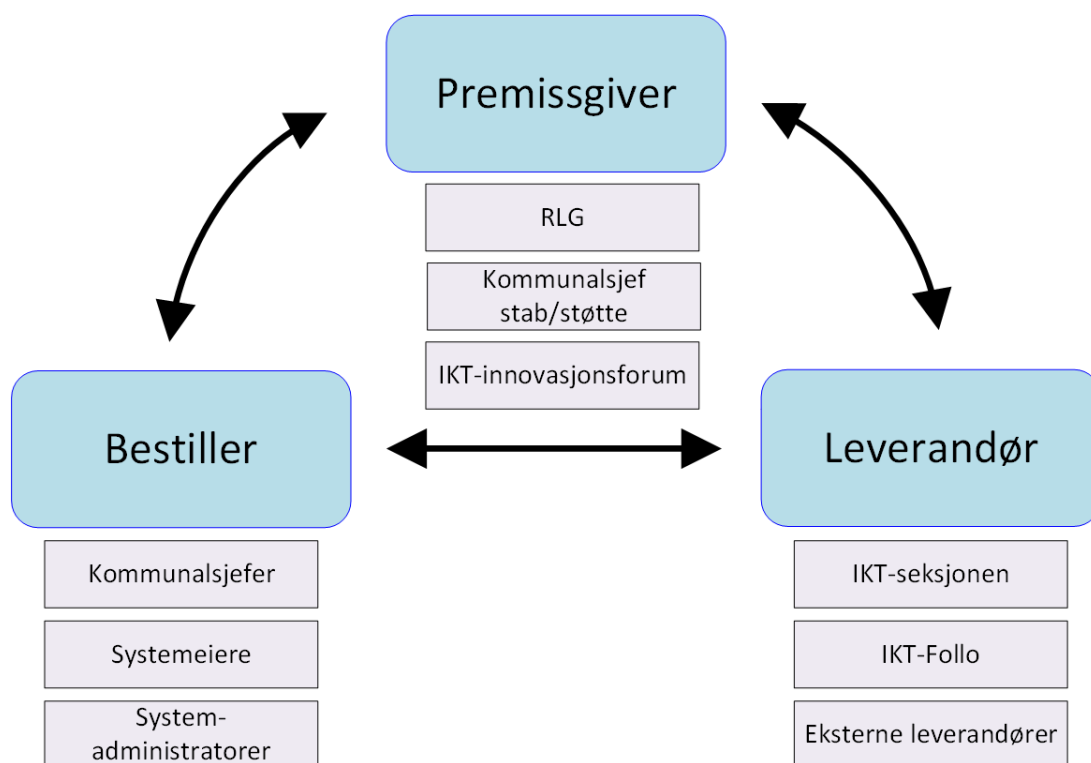 Premissgiver
RLG
Kommunalsjef
stab/støtte
IKT-innovasjonsforum
Bestiller
Kommunalsjefer
Systemeiere
System-
administratorer
Leverandør
IKT-seksjonen
IKT-Follo
Eksterne leverandører